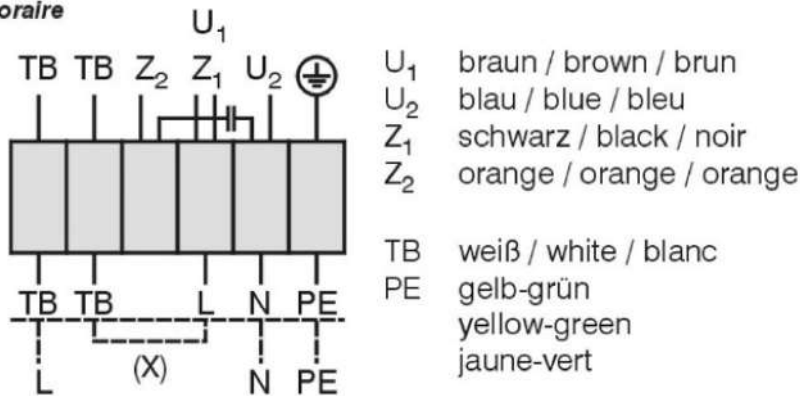 oraire
U₁
TB TB Z₂ Z₁ U₂
TB TB L N PE
(X)
L N PE
U₁ braun / brown / brun
U₂ blau / blue / bleu
Z₁ schwarz / black / noir
Z₂ orange / orange / orange
TB weiß / white / blanc
PE gelb-grün
yellow-green
jaune-vert